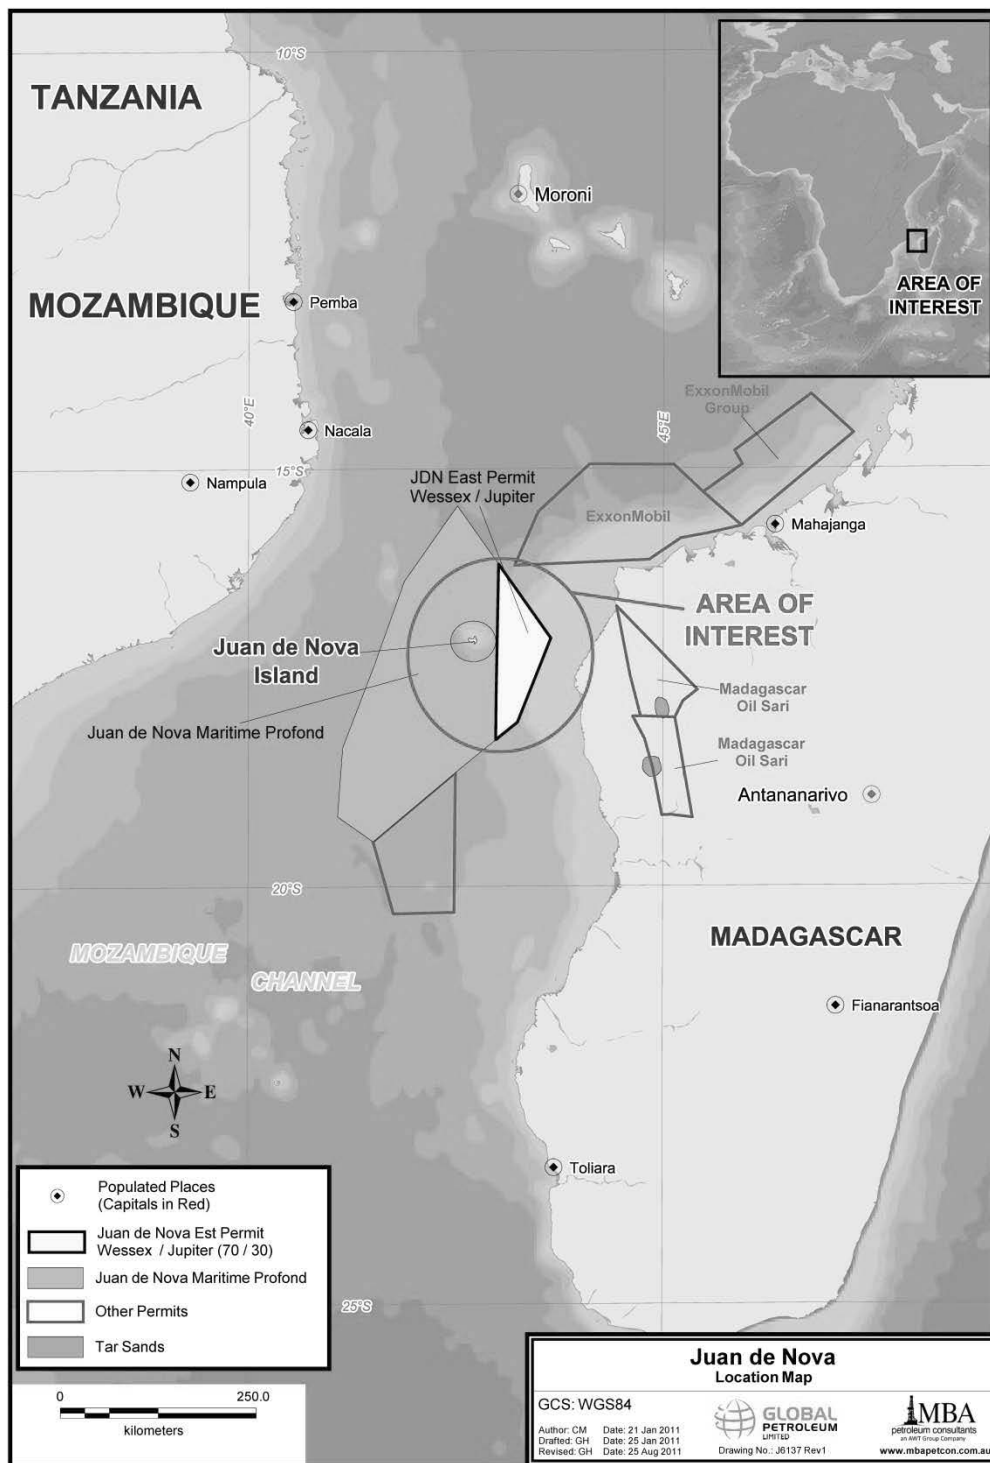 10°S
TANZANIA
Moroni
MOZAMBIQUE
Pemba
AREA OF
INTEREST
ExxonMobil
Group
40°E
45°E
Nacala
15°S
Nampula
JDN East Permit
Wessex / Jupiter
ExxonMobil
Mahajanga
AREA OF
INTEREST
Juan de Nova
Island
Madagascar
Oil Sari
Juan de Nova Maritime Profond
Madagascar
Oil Sari
Antananarivo
20°S
MOZAMBIQUE
CHANNEL
MADAGASCAR
Fianarantsoa
N
W E
S
Toliara
Populated Places
(Capitals in Red)
Juan de Nova Est Permit
Wessex / Jupiter (70 / 30)
Juan de Nova Maritime Profond
Other Permits
Tar Sands
25°S
0 250.0
kilometers
Juan de Nova
Location Map
GCS: WGS84
Author: CM Date: 21 Jan 2011
Drafted: GH Date: 25 Jan 2011
Revised: GH Date: 25 Aug 2011
GLOBAL
PETROLEUM
LIMITED
Drawing No.: J6137 Rev1
MBA
petroleum consultants
an AWT Group Company
www.mbapetcon.com.au